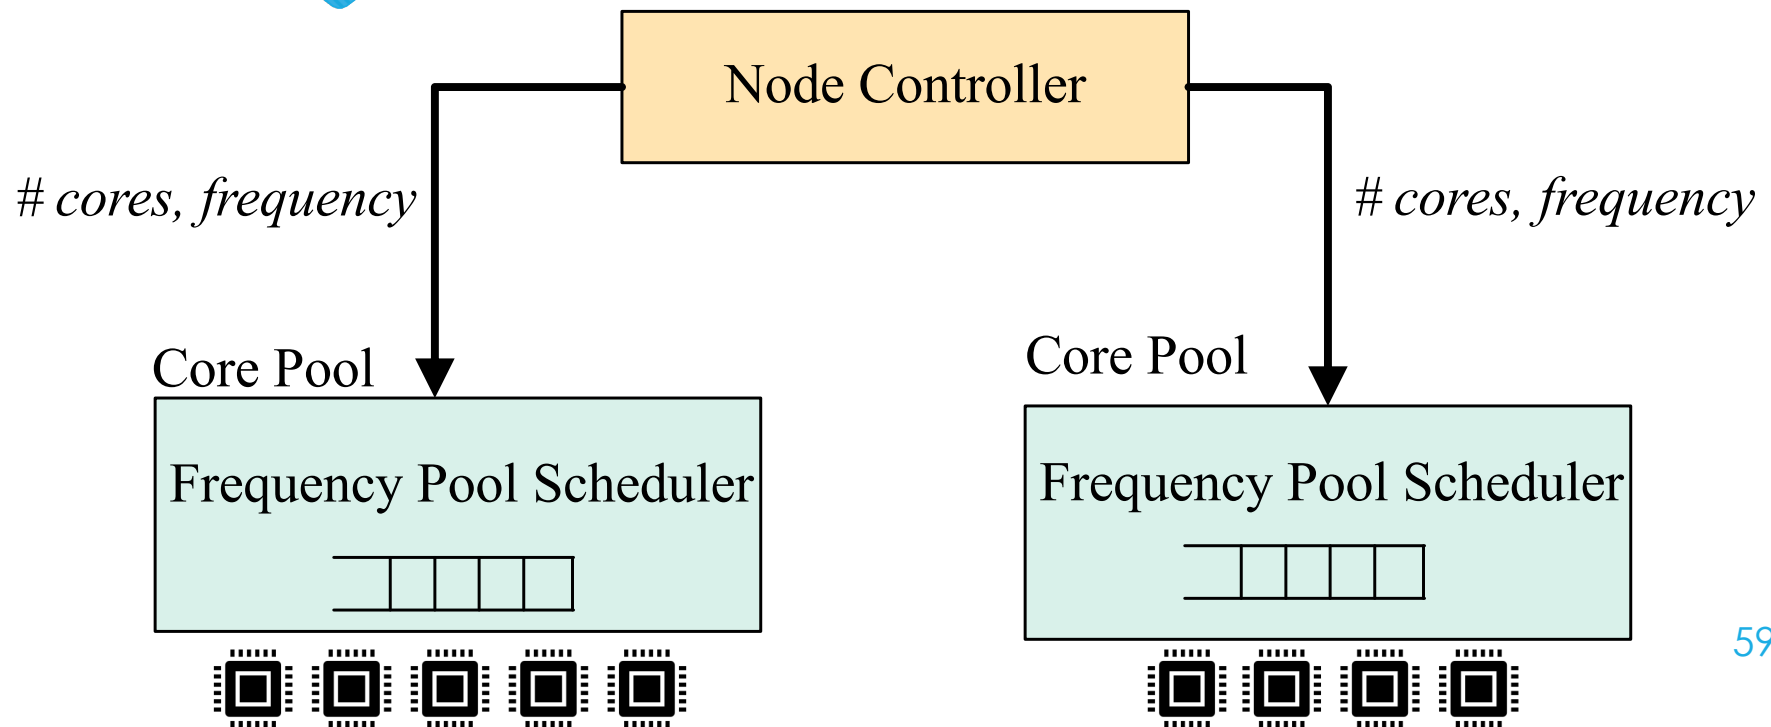 Node Controller
# cores, frequency
# cores, frequency
Core Pool
Core Pool
Frequency Pool Scheduler
Frequency Pool Scheduler
59